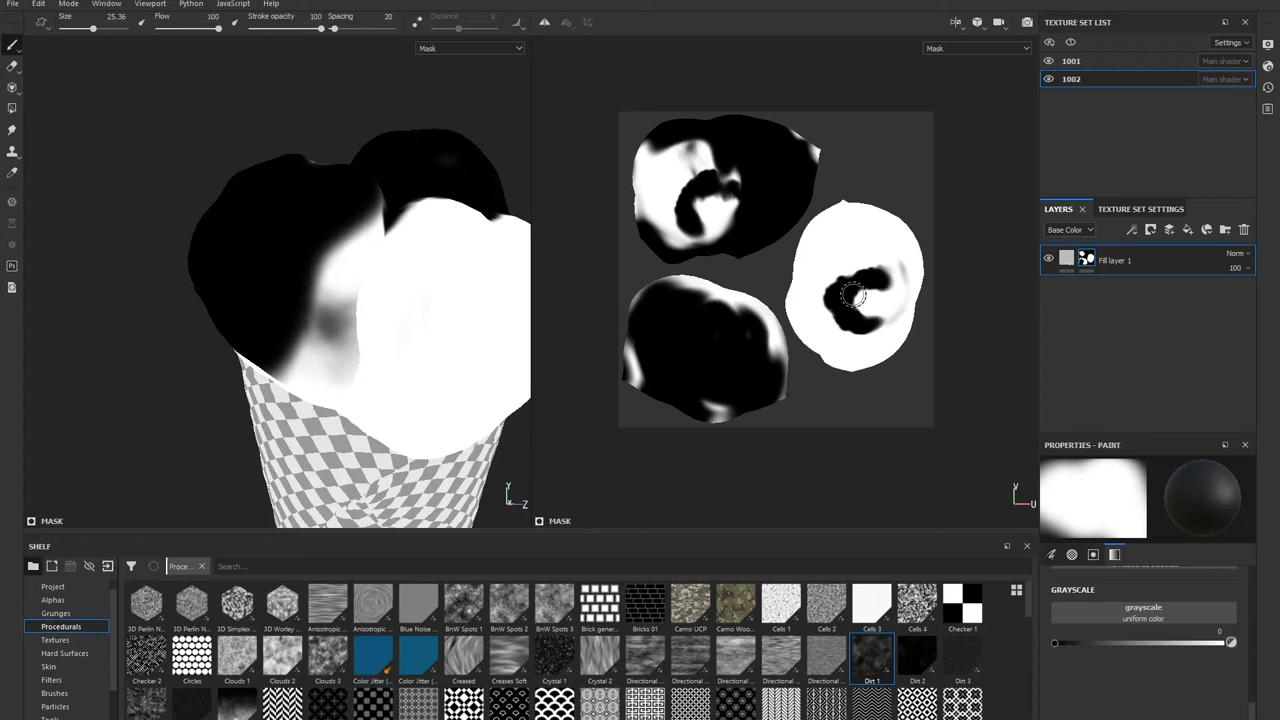 File Edit Mode Window Viewport Python JavaScript Help
Size 25.36 Flow 100 Stroke opacity 100 Spacing 20 Distance 8
Mask
Mask
TEXTURE SET LIST
Settings
1001 Main shader
1002 Main shader
LAYERS TEXTURE SET SETTINGS
Base Color
Fill layer 1 Norm
100
PROPERTIES - PAINT
GRAYSCALE
grayscale
uniform color
0
Y
Z
X
V
U
MASK
MASK
SHELF
Proce...
Search...
Project
Alphas
Grunges
Procedurals
Textures
Hard Surfaces
Skin
Filters
Brushes
Particles
Tools
3D Perlin N... 3D Perlin N... 3D Simplex ... 3D Worley ... Anisotropic ... Anisotropic ... Blue Noise ... BnW Spots 1 BnW Spots 2 BnW Spots 3 Brick gener... Bricks 01 Camo UCP Camo Woo... Cells 1 Cells 2 Cells 3 Cells 4 Checker 1
Checker 2 Circles Clouds 1 Clouds 2 Clouds 3 Color Jitter (... Color Jitter (... Creased Creases Soft Crystal 1 Directional ... Directional ... Directional ... Directional ... Directional ... Directional ... Dirt 1 Dirt 2 Dirt 3